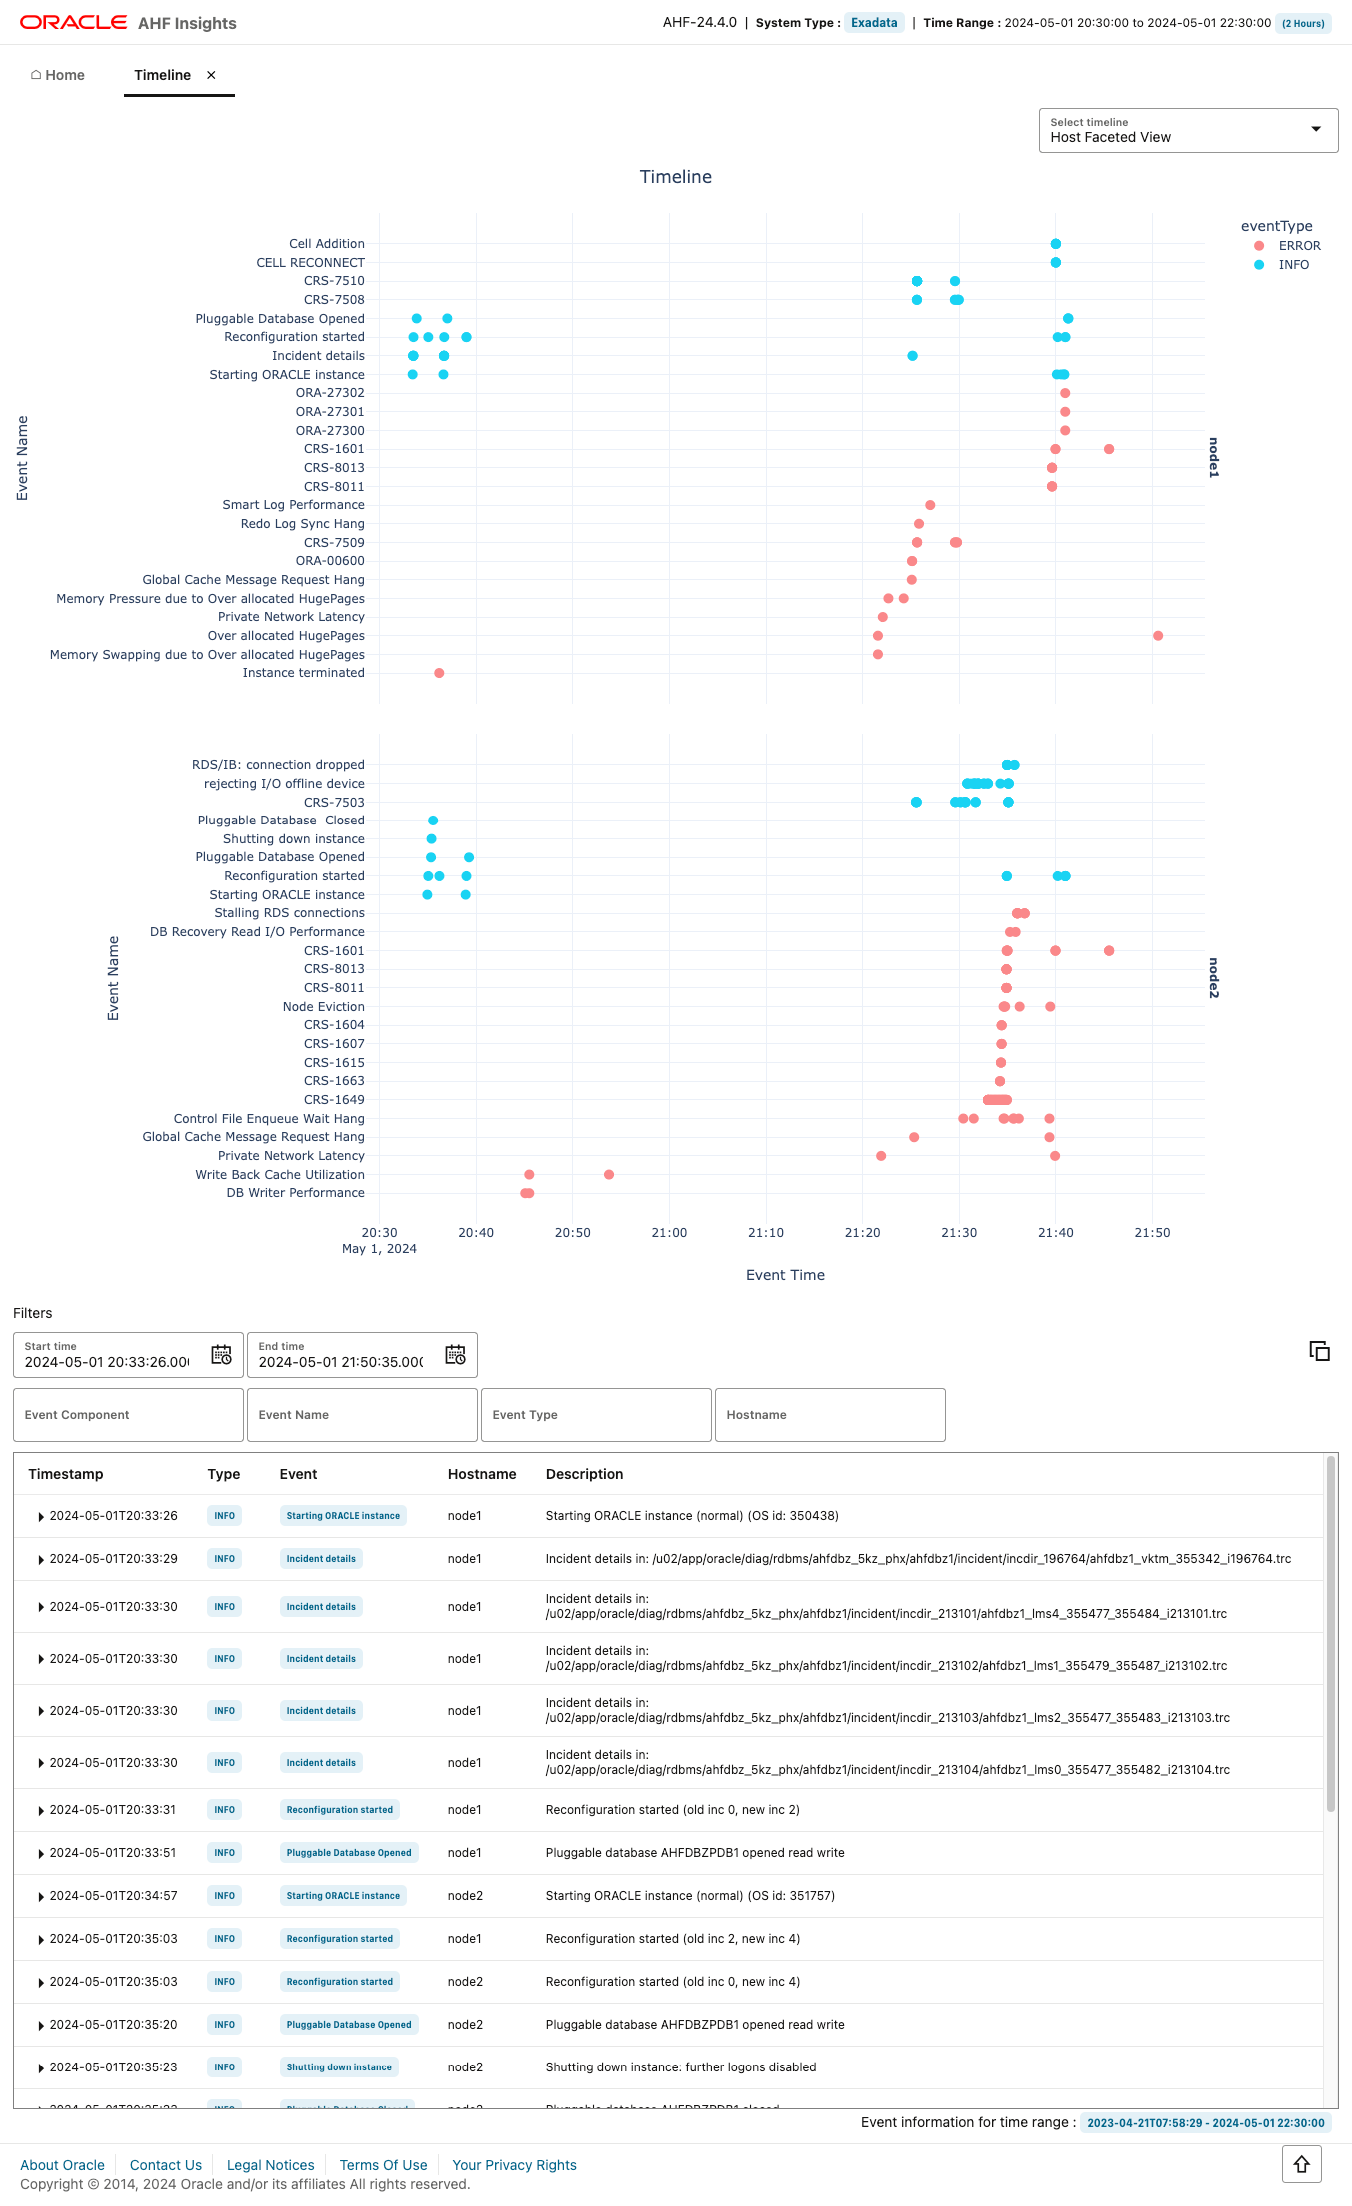 ORACLE AHF Insights
AHF-24.4.0 | System Type : Exadata | Time Range : 2024-05-01 20:30:00 to 2024-05-01 22:30:00 (2 Hours)
Home Timeline ×
Select timeline
Host Faceted View
Timeline
eventType
ERROR
INFO
Event Name
Cell Addition
CELL RECONNECT
CRS-7510
CRS-7508
Pluggable Database Opened
Reconfiguration started
Incident details
Starting ORACLE instance
ORA-27302
ORA-27301
ORA-27300
CRS-1601
CRS-8013
CRS-8011
Smart Log Performance
Redo Log Sync Hang
CRS-7509
ORA-00600
Global Cache Message Request Hang
Memory Pressure due to Over allocated HugePages
Private Network Latency
Over allocated HugePages
Memory Swapping due to Over allocated HugePages
Instance terminated
node1
Event Name
RDS/IB: connection dropped
rejecting I/O offline device
CRS-7503
Pluggable Database Closed
Shutting down instance
Pluggable Database Opened
Reconfiguration started
Starting ORACLE instance
Stalling RDS connections
DB Recovery Read I/O Performance
CRS-1601
CRS-8013
CRS-8011
Node Eviction
CRS-1604
CRS-1607
CRS-1615
CRS-1663
CRS-1649
Control File Enqueue Wait Hang
Global Cache Message Request Hang
Private Network Latency
Write Back Cache Utilization
DB Writer Performance
node2
20:30 20:40 20:50 21:00 21:10 21:20 21:30 21:40 21:50
May 1, 2024
Event Time
Filters
Start time
2024-05-01 20:33:26.00
End time
2024-05-01 21:50:35.00
Event Component
Event Name
Event Type
Hostname
Timestamp Type Event Hostname Description
2024-05-01T20:33:26 INFO Starting ORACLE instance node1 Starting ORACLE instance (normal) (OS id: 350438)
2024-05-01T20:33:29 INFO Incident details node1 Incident details in: /u02/app/oracle/diag/rdbms/ahfdbz_5kz_phx/ahfdbz1/incident/incdir_196764/ahfdbz1_vktm_355342_i196764.trc
2024-05-01T20:33:30 INFO Incident details node1 Incident details in:
/u02/app/oracle/diag/rdbms/ahfdbz_5kz_phx/ahfdbz1/incident/incdir_213101/ahfdbz1_lms4_355477_355484_i213101.trc
2024-05-01T20:33:30 INFO Incident details node1 Incident details in:
/u02/app/oracle/diag/rdbms/ahfdbz_5kz_phx/ahfdbz1/incident/incdir_213102/ahfdbz1_lms1_355479_355487_i213102.trc
2024-05-01T20:33:30 INFO Incident details node1 Incident details in:
/u02/app/oracle/diag/rdbms/ahfdbz_5kz_phx/ahfdbz1/incident/incdir_213103/ahfdbz1_lms2_355477_355483_i213103.trc
2024-05-01T20:33:30 INFO Incident details node1 Incident details in:
/u02/app/oracle/diag/rdbms/ahfdbz_5kz_phx/ahfdbz1/incident/incdir_213104/ahfdbz1_lms0_355477_355482_i213104.trc
2024-05-01T20:33:31 INFO Reconfiguration started node1 Reconfiguration started (old inc 0, new inc 2)
2024-05-01T20:33:51 INFO Pluggable Database Opened node1 Pluggable database AHFDBZPDB1 opened read write
2024-05-01T20:34:57 INFO Starting ORACLE instance node2 Starting ORACLE instance (normal) (OS id: 351757)
2024-05-01T20:35:03 INFO Reconfiguration started node1 Reconfiguration started (old inc 2, new inc 4)
2024-05-01T20:35:03 INFO Reconfiguration started node2 Reconfiguration started (old inc 0, new inc 4)
2024-05-01T20:35:20 INFO Pluggable Database Opened node2 Pluggable database AHFDBZPDB1 opened read write
2024-05-01T20:35:23 INFO Shutting down instance node2 Shutting down instance: further logons disabled
Event information for time range : 2023-04-21T07:58:29 - 2024-05-01 22:30:00
About Oracle Contact Us Legal Notices Terms Of Use Your Privacy Rights
Copyright © 2014, 2024 Oracle and/or its affiliates All rights reserved.